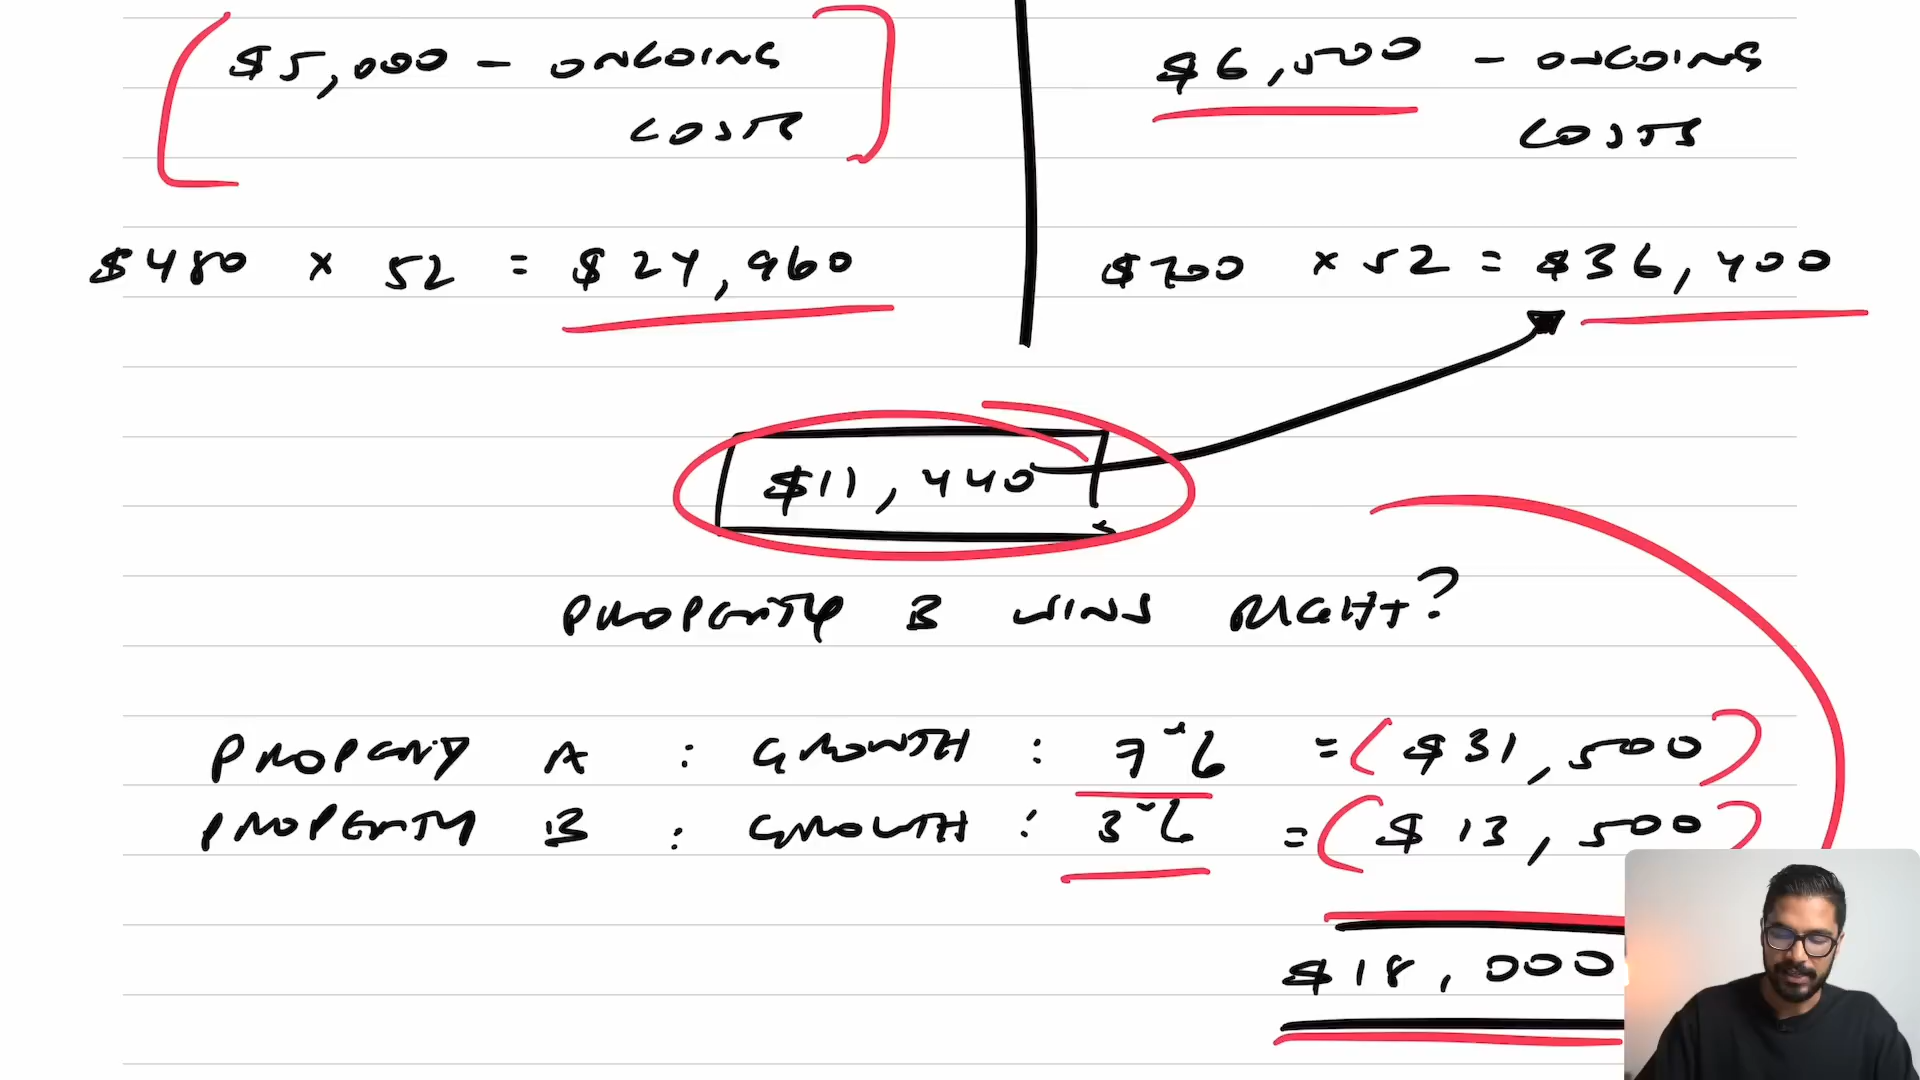 $5,000 - ONGOING
COSTS
$6,500 - ONGOING
COSTS
$480 x 52 = $24,960
$700 x 52 = $36,400
$11,440
PROPERTY B WINS RIGHT?
PROPERTY A : GROWTH : 7% = ($31,500)
PROPERTY B : GROWTH : 3% = ($13,500)
$18,000